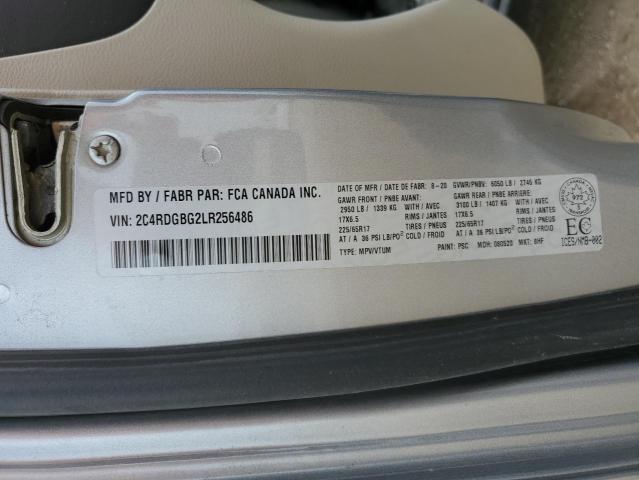 MFD BY / FABR PAR: FCA CANADA INC.
VIN: 2C4RDGBG2LR256486
DATE OF MFR / DATE DE FABR: 8-20
GAWR FRONT / PNBE AVANT:
2950 LB / 1339 KG WITH / AVEC
17X6.5 RIMS / JANTES
225/65R17 TIRES / PNEUS
AT / A 36 PSI LB/PO² COLD / FROID
TYPE: MPV/VTUM
GVWR/PNBV: 6050 LB / 2745 KG
GAWR REAR / PNBE ARRIERE:
3100 LB / 1407 KG WITH / AVEC
17X6.5 RIMS / JANTES
225/65R17 TIRES / PNEUS
AT / A 36 PSI LB/PO² COLD / FROID
PAINT: PSC MDH: 080520 MKT: 8HF
CANADA
972
EC
ICES/NMB-002